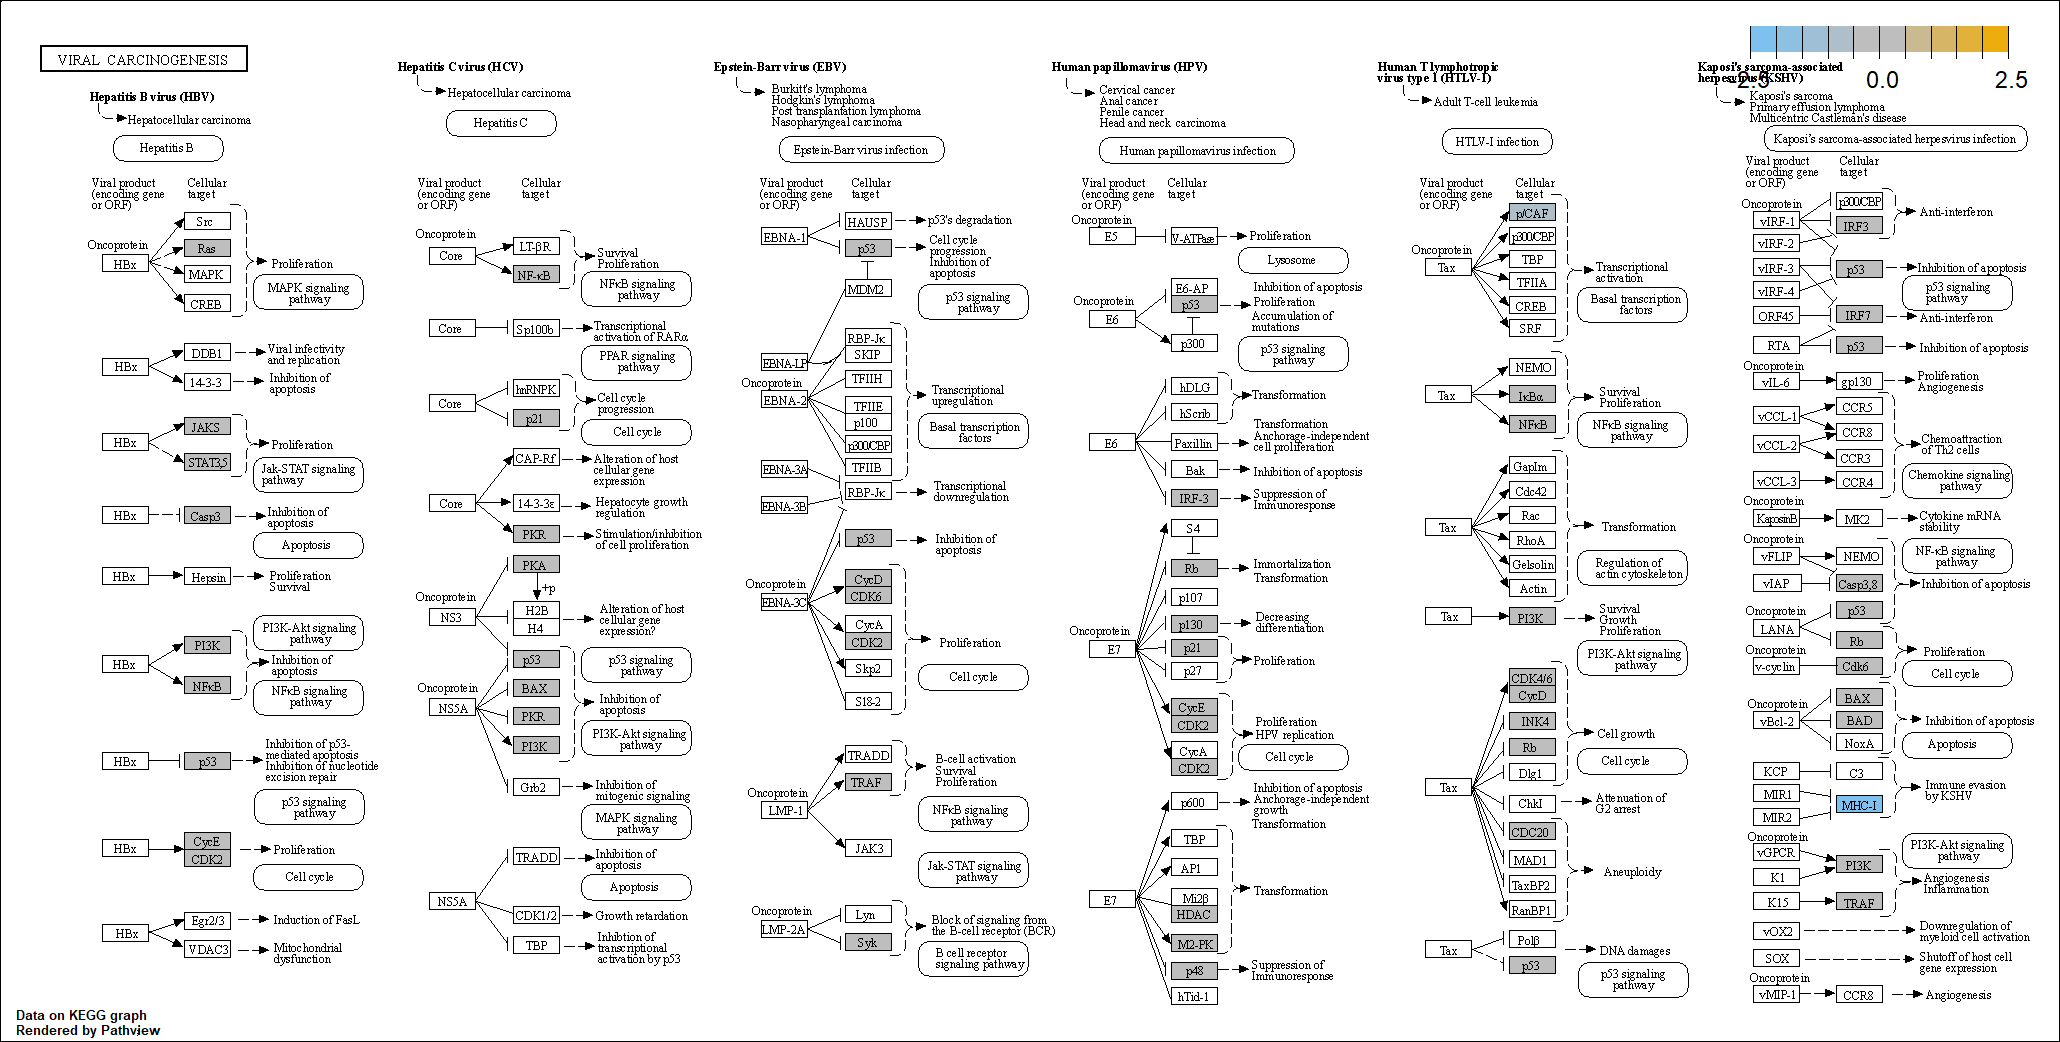 VIRAL CARCINOGENESIS
-2.5
0.0
2.5
Hepatitis B virus (HBV)
Hepatocellular carcinoma
Hepatitis B
Viral product
(encoding gene
or ORF)
Cellular
target
Oncoprotein
HBx
Src
Ras
MAPK
CREB
Proliferation
MAPK signaling
pathway
HBx
DDB1
14-3-3
Viral infectivity
and replication
Inhibition of
apoptosis
HBx
JAKS
STAT3,5
Proliferation
Jak-STAT signaling
pathway
HBx
Casp3
Inhibition of
apoptosis
Apoptosis
HBx
Hepsin
Proliferation
Survival
PI3K-Akt signaling
pathway
HBx
PI3K
NFκB
Inhibition of
apoptosis
NFκB signaling
pathway
HBx
p53
Inhibition of p53-
mediated apoptosis
Inhibition of nucleotide
excision repair
p53 signaling
pathway
HBx
CycE
CDK2
Proliferation
Cell cycle
HBx
Egr2/3
VDAC3
Induction of FasL
Mitochondrial
dysfunction
Hepatitis C virus (HCV)
Hepatocellular carcinoma
Hepatitis C
Viral product
(encoding gene
or ORF)
Cellular
target
Oncoprotein
Core
LT-βR
NF-κB
Survival
Proliferation
NFκB signaling
pathway
Core
Sp100b
Transcriptional
activation of RARα
PPAR signaling
pathway
Core
hnRNPK
p21
Cell cycle
progression
Cell cycle
Core
CAP-Rf
14-3-3ε
PKR
Alteration of host
cellular gene
expression
Hepatocyte growth
regulation
Stimulation/inhibition
of cell proliferation
Oncoprotein
NS3
PKA
+p
H2B
H4
Alteration of host
cellular gene
expression?
p53
p53 signaling
pathway
Oncoprotein
NS5A
BAX
PKR
PI3K
Grb2
Inhibition of
apoptosis
PI3K-Akt signaling
pathway
Inhibition of
mitogenic signaling
MAPK signaling
pathway
NS5A
TRADD
CDK1/2
TBP
Inhibition of
apoptosis
Apoptosis
Growth retardation
Inhibtion of
transcriptional
activation by p53
Epstein-Barr virus (EBV)
Burkitt's lymphoma
Hodgkin's lymphoma
Post transplantation lymphoma
Nasopharyngeal carcinoma
Epstein-Barr virus infection
Viral product
(encoding gene
or ORF)
Cellular
target
EBNA-1
HAUSP
p53
MDM2
p53's degradation
Cell cycle
progression
Inhibition of
apoptosis
p53 signaling
pathway
EBNA-LP
Oncoprotein
EBNA-2
RBP-Jκ
SKIP
TFIIH
TFIIE
p100
p300/CBP
TFIIB
Transcriptional
upregulation
Basal transcription
factors
EBNA-3A
EBNA-3B
RBP-Jκ
Transcriptional
downregulation
Oncoprotein
EBNA-3C
p53
Inhibition of
apoptosis
CycD
CDK6
CycA
CDK2
Skp2
S18-2
Proliferation
Cell cycle
Oncoprotein
LMP-1
TRADD
TRAF
JAK3
B-cell activation
Survival
Proliferation
NFκB signaling
pathway
Jak-STAT signaling
pathway
Oncoprotein
LMP-2A
Lyn
Syk
Block of signaling from
the B-cell receptor (BCR)
B cell receptor
signaling pathway
Human papillomavirus (HPV)
Cervical cancer
Anal cancer
Penile cancer
Head and neck carcinoma
Human papillomavirus infection
Viral product
(encoding gene
or ORF)
Cellular
target
Oncoprotein
E5
V-ATPase
Proliferation
Lysosome
Oncoprotein
E6
E6-AP
p53
p300
Inhibition of apoptosis
Proliferation
Accumulation of
mutations
p53 signaling
pathway
E6
hDLG
hScrib
Paxillin
Bak
IRF-3
Transformation
Transformation
Anchorage-independent
cell proliferation
Inhibition of apoptosis
Suppression of
Immunoresponse
Oncoprotein
E7
S4
Rb
p107
p130
p21
p27
CycE
CDK2
CycA
CDK2
Immortalization
Transformation
Decreasing
differentiation
Proliferation
Proliferation
HPV replication
Cell cycle
E7
p600
TBP
AP1
Mi2β
HDAC
M2-PK
p48
hTid-1
Inhibition of apoptosis
Anchorage-independent
growth
Transformation
Transformation
Suppression of
Immunoresponse
Human T lymphotropic
virus type 1 (HTLV-I)
Adult T-cell leukemia
HTLV-I infection
Viral product
(encoding gene
or ORF)
Cellular
target
Oncoprotein
Tax
p/CAF
p300/CBP
TBP
TFIIA
CREB
SRF
Transcriptional
activation
Basal transcription
factors
Tax
NEMO
IκBα
NFκB
Survival
Proliferation
NFκB signaling
pathway
Tax
GapIm
Cdc42
Rac
RhoA
Gelsolin
Actin
Transformation
Regulation of
actin cytoskeleton
Tax
PI3K
Survival
Growth
Proliferation
PI3K-Akt signaling
pathway
Tax
CDK4/6
CycD
INK4
Rb
Dlg1
ChkI
CDC20
MAD1
TaxBP2
RanBP1
Cell growth
Cell cycle
Attenuation of
G2 arrest
Aneuploidy
Tax
Polβ
p53
DNA damages
p53 signaling
pathway
Kaposi's sarcoma-associated
herpesvirus (KSHV)
Kaposi's sarcoma
Primary effusion lymphoma
Multicentric Castleman's disease
Kaposi's sarcoma-associated herpesvirus infection
Viral product
(encoding gene
or ORF)
Cellular
target
Oncoprotein
vIRF-1
vIRF-2
vIRF-3
vIRF-4
ORF45
RTA
p300/CBP
IRF3
p53
IRF7
p53
Anti-interferon
Inhibition of apoptosis
p53 signaling
pathway
Anti-interferon
Inhibition of apoptosis
Oncoprotein
vIL-6
gp130
Proliferation
Angiogenesis
vCCL-1
vCCL-2
vCCL-3
CCR5
CCR8
CCR3
CCR4
Chemoattraction
of Th2 cells
Chemokine signaling
pathway
Oncoprotein
KaposinB
MK2
Cytokine mRNA
stability
Oncoprotein
vFLIP
vIAP
NEMO
Casp3,8
NF-κB signaling
pathway
Inhibition of apoptosis
Oncoprotein
LANA
p53
Rb
Oncoprotein
v-cyclin
Cdk6
Proliferation
Cell cycle
Oncoprotein
vBcl-2
BAX
BAD
NoxA
Inhibition of apoptosis
Apoptosis
KCP
MIR1
MIR2
C3
MHC-I
Immune evasion
by KSHV
Oncoprotein
vGPCR
K1
K15
PI3K
TRAF
PI3K-Akt signaling
pathway
Angiogenesis
Inflammation
vOX2
Downregulation of
myeloid cell activation
SOX
Shutoff of host cell
gene expression
Oncoprotein
vMIP-1
CCR8
Angiogenesis
Data on KEGG graph
Rendered by Pathview